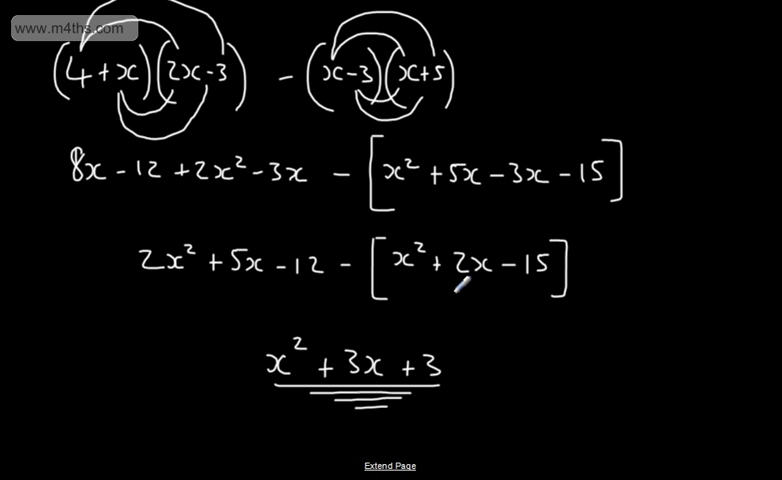 www.m4ths.com
(4+x)(2x-3) - (x-3)(x+5)
8x - 12 + 2x² - 3x - [x² + 5x - 3x - 15]
2x² + 5x - 12 - [x² + 2x - 15]
x² + 3x + 3
Extend Page